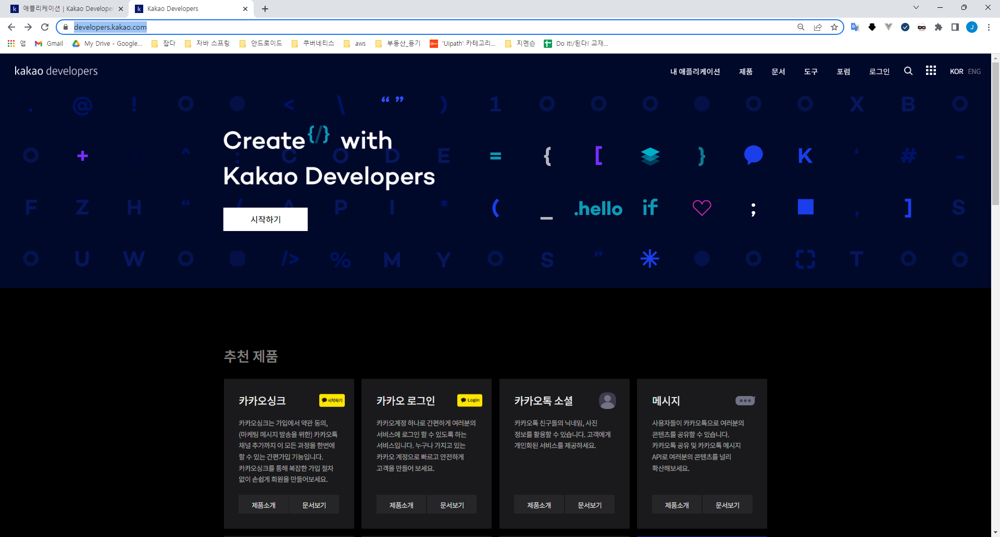 애플리케이션 | Kakao Develope
Kakao Developers
developers.kakao.com
앱
Gmail
My Drive - Google...
잡다
자바 스프링
안드로이드
쿠버네티스
aws
부동산_등기
'Uipath' 카테고리...
지멘슨
Do it!/된다! 교재...
J
kakao developers
내 애플리케이션
제품
문서
도구
포럼
로그인
KOR ENG
. @ ! < \ “ ” ) 1 X B
Create {/} with
+ ^ : C O D E = { [ } K ‘ # -
Kakao Developers
F Z H “ / A P I * ( _ .hello if ; , ] S
시작하기
U W /> % M Y S ” T
추천 제품
카카오싱크
시작하기
카카오싱크는 가입에서 약관 동의,
(마케팅 메시지 발송을 위한) 카카오톡
채널 추가까지 이 모든 과정을 한번에
할 수 있는 간편가입 기능입니다.
카카오싱크를 통해 복잡한 가입 절차
없이 손쉽게 회원을 만들어보세요.
제품소개
문서보기
카카오 로그인
Login
카카오계정 하나로 간편하게 여러분의
서비스에 로그인 할 수 있도록 하는
서비스입니다. 누구나 가지고 있는
카카오 계정으로 빠르고 안전하게
고객을 만들어 보세요.
제품소개
문서보기
카카오톡 소셜
카카오톡 친구들의 닉네임, 사진
정보를 활용할 수 있습니다. 고객에게
개인화된 서비스를 제공하세요.
제품소개
문서보기
메시지
사용자들이 카카오톡으로 여러분의
콘텐츠를 공유할 수 있습니다.
카카오톡 공유 및 카카오톡 메시지
API로 여러분의 콘텐츠를 널리
확산해보세요.
제품소개
문서보기